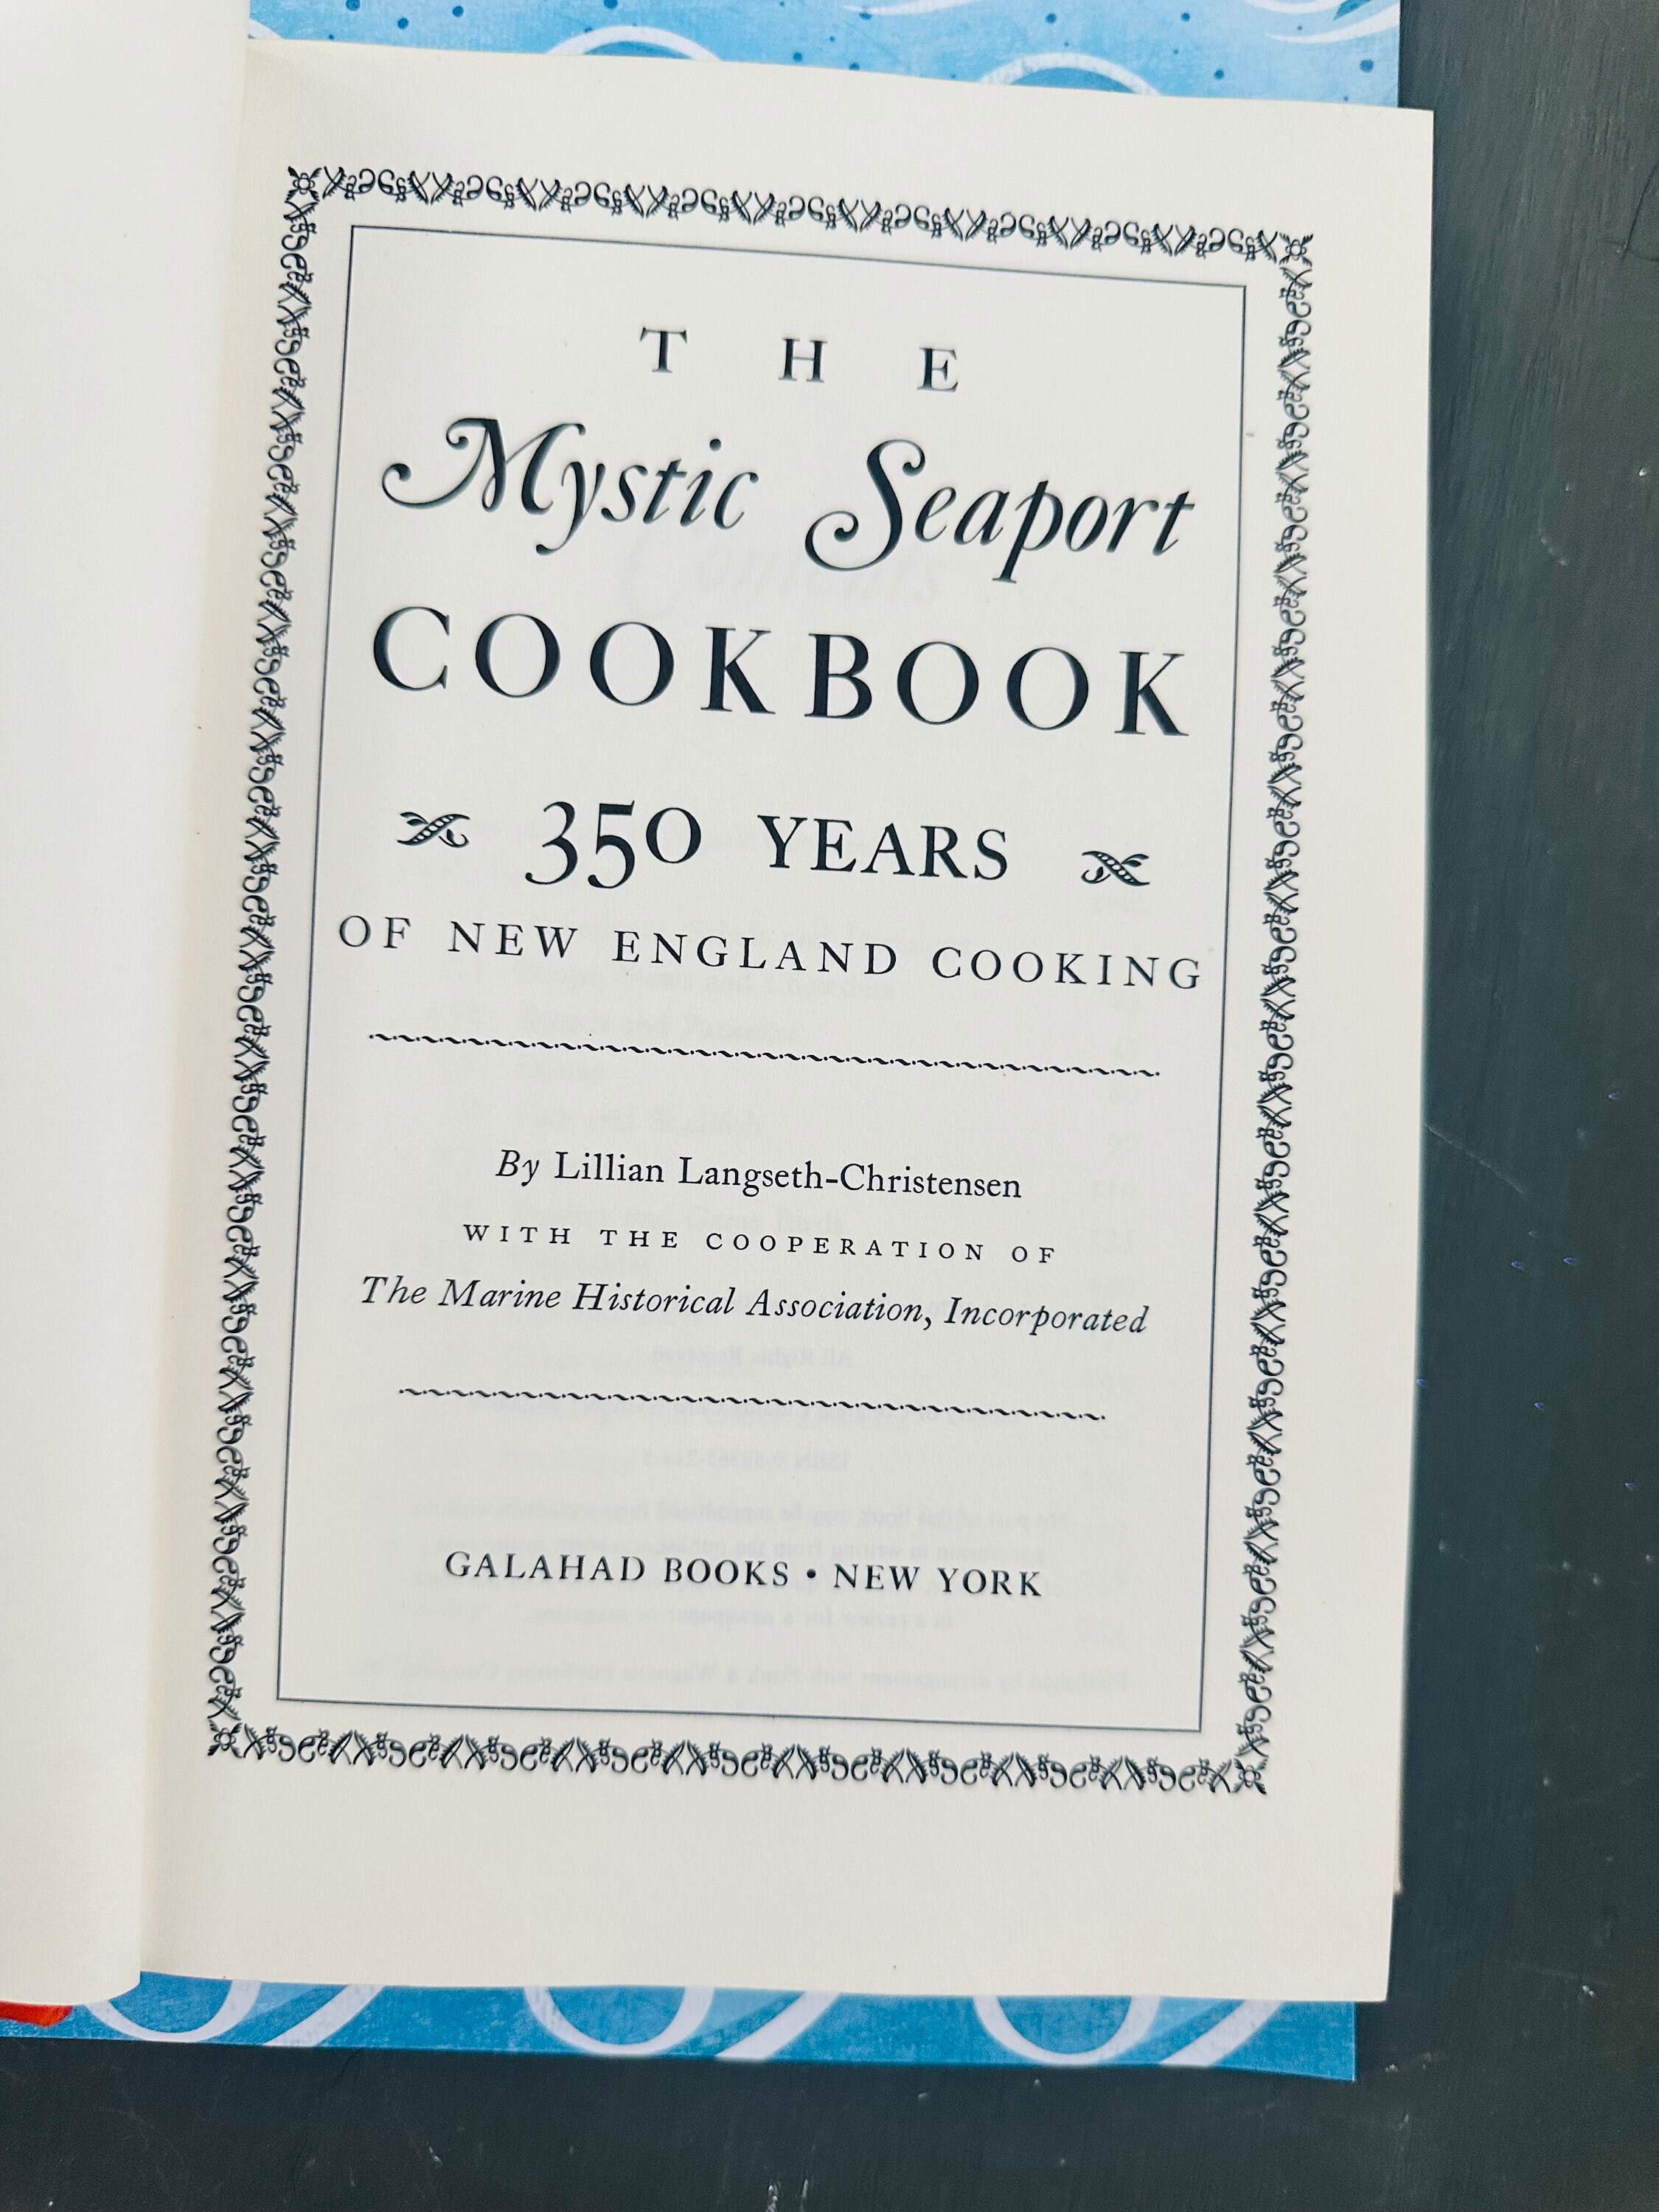 THE
Mystic Seaport
COOKBOOK
350 YEARS
OF NEW ENGLAND COOKING
By Lillian Langseth-Christensen
WITH THE COOPERATION OF
The Marine Historical Association, Incorporated
GALAHAD BOOKS • NEW YORK